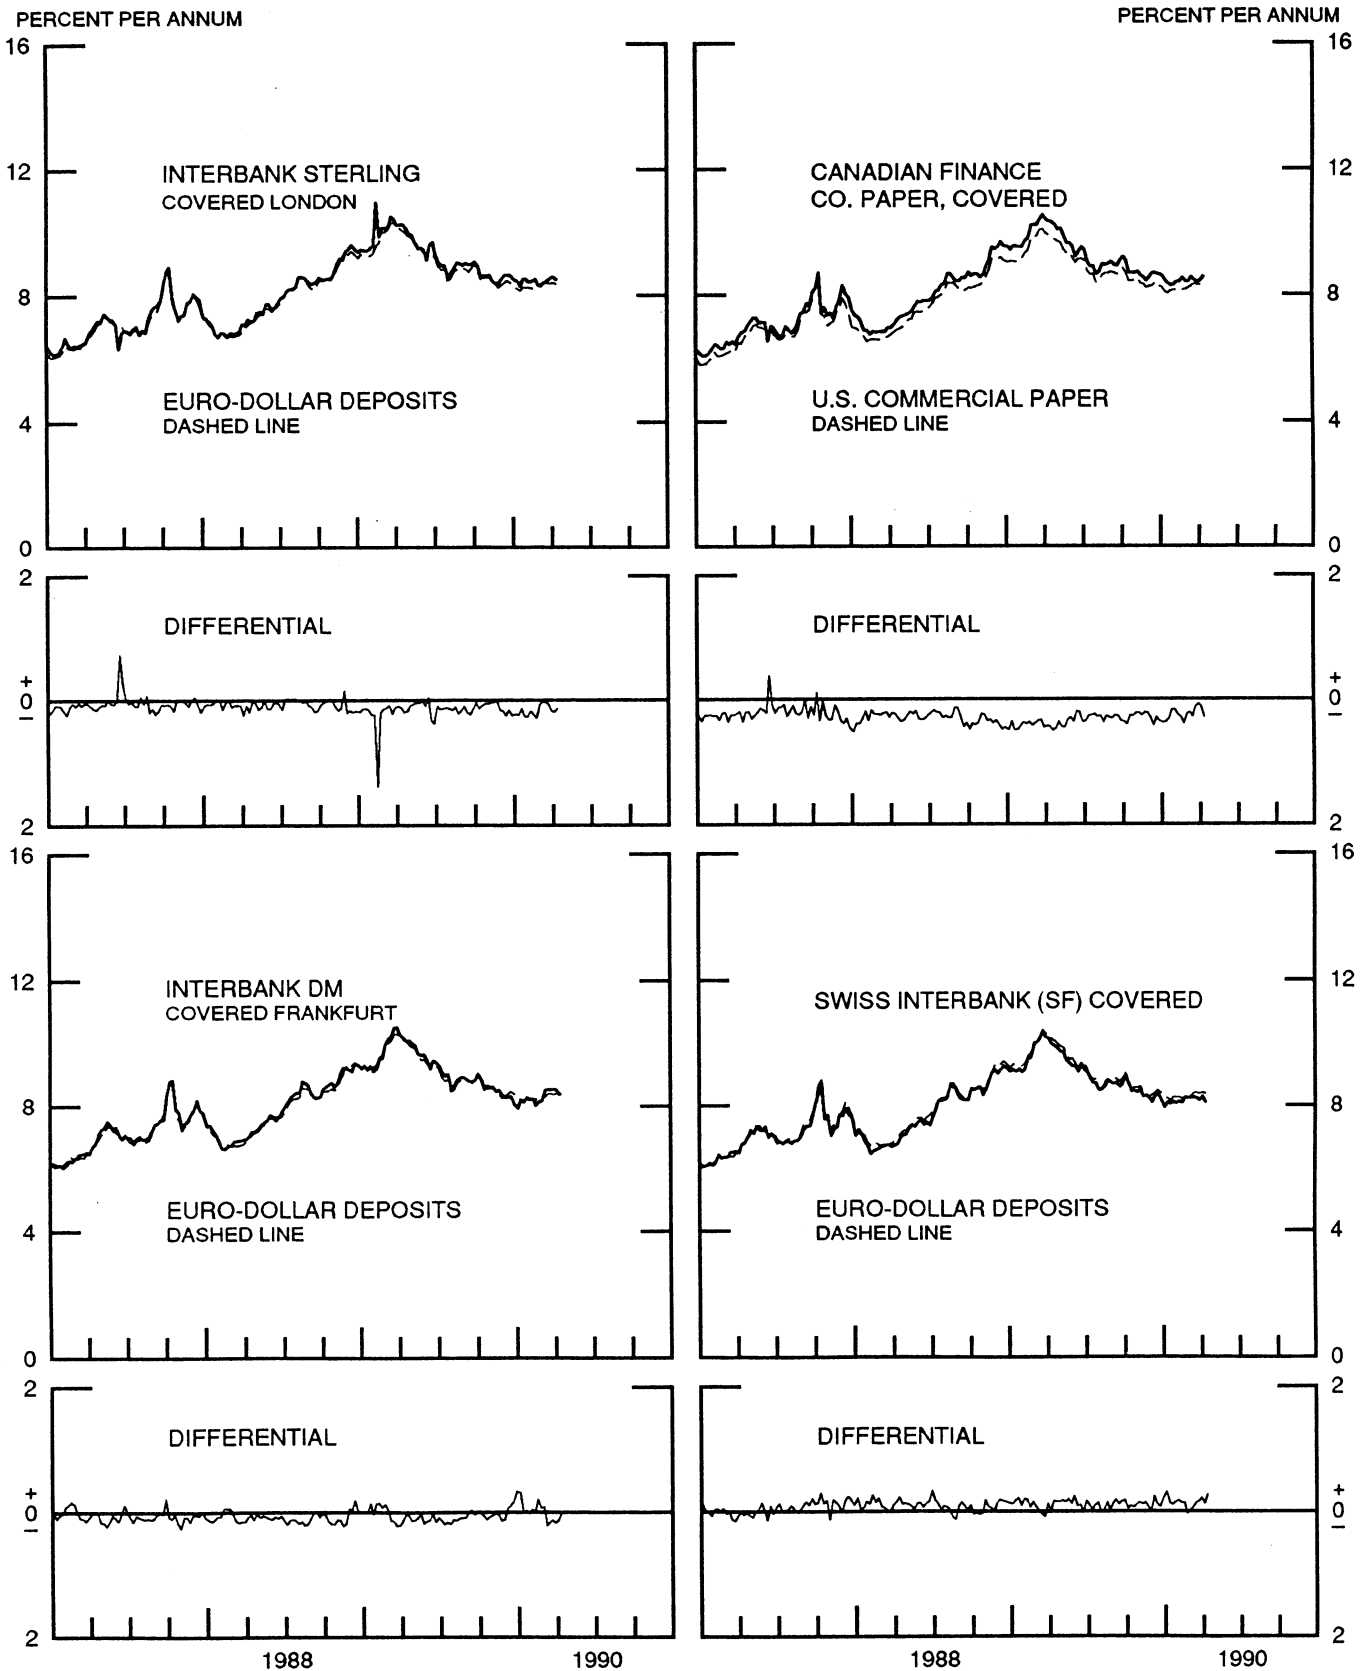 PERCENT PER ANNUM
PERCENT PER ANNUM
16
12
8
4
0
INTERBANK STERLING
COVERED LONDON
EURO-DOLLAR DEPOSITS
DASHED LINE
CANADIAN FINANCE
CO. PAPER, COVERED
U.S. COMMERCIAL PAPER
DASHED LINE
16
12
8
4
0
2
+
0
–
2
DIFFERENTIAL
DIFFERENTIAL
2
+
0
–
2
16
12
8
4
0
INTERBANK DM
COVERED FRANKFURT
EURO-DOLLAR DEPOSITS
DASHED LINE
SWISS INTERBANK (SF) COVERED
EURO-DOLLAR DEPOSITS
DASHED LINE
16
12
8
4
0
2
+
0
–
2
DIFFERENTIAL
DIFFERENTIAL
2
+
0
–
2
1988
1990
1988
1990